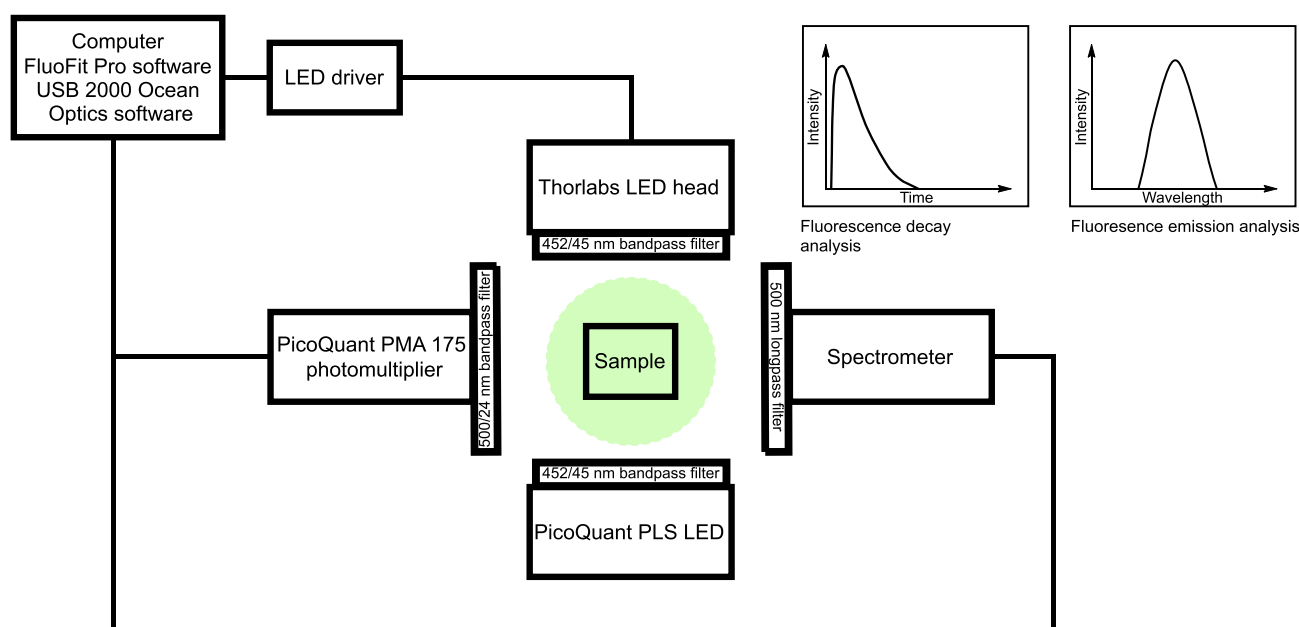 Computer
FluoFit Pro software
USB 2000 Ocean
Optics software
LED driver
Thorlabs LED head
452/45 nm bandpass filter
Intensity
Time
Fluorescence decay
analysis
Intensity
Wavelength
Fluoresence emission analysis
PicoQuant PMA 175
photomultiplier
500/24 nm bandpass filter
Sample
500 nm longpass filter
Spectrometer
452/45 nm bandpass filter
PicoQuant PLS LED